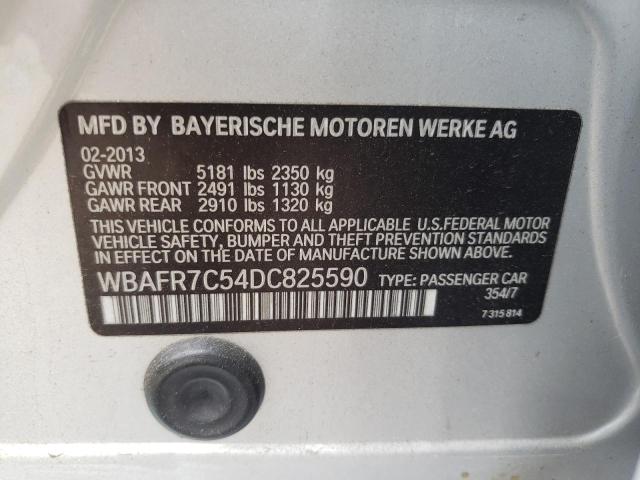 MFD BY BAYERISCHE MOTOREN WERKE AG
02-2013
GVWR 5181 lbs 2350 kg
GAWR FRONT 2491 lbs 1130 kg
GAWR REAR 2910 lbs 1320 kg
THIS VEHICLE CONFORMS TO ALL APPLICABLE U.S.FEDERAL MOTOR
VEHICLE SAFETY, BUMPER AND THEFT PREVENTION STANDARDS
IN EFFECT ON THE DATE OF MANUFACTURE SHOWN ABOVE.
WBAFR7C54DC825590 TYPE: PASSENGER CAR
354/7
7 315 814